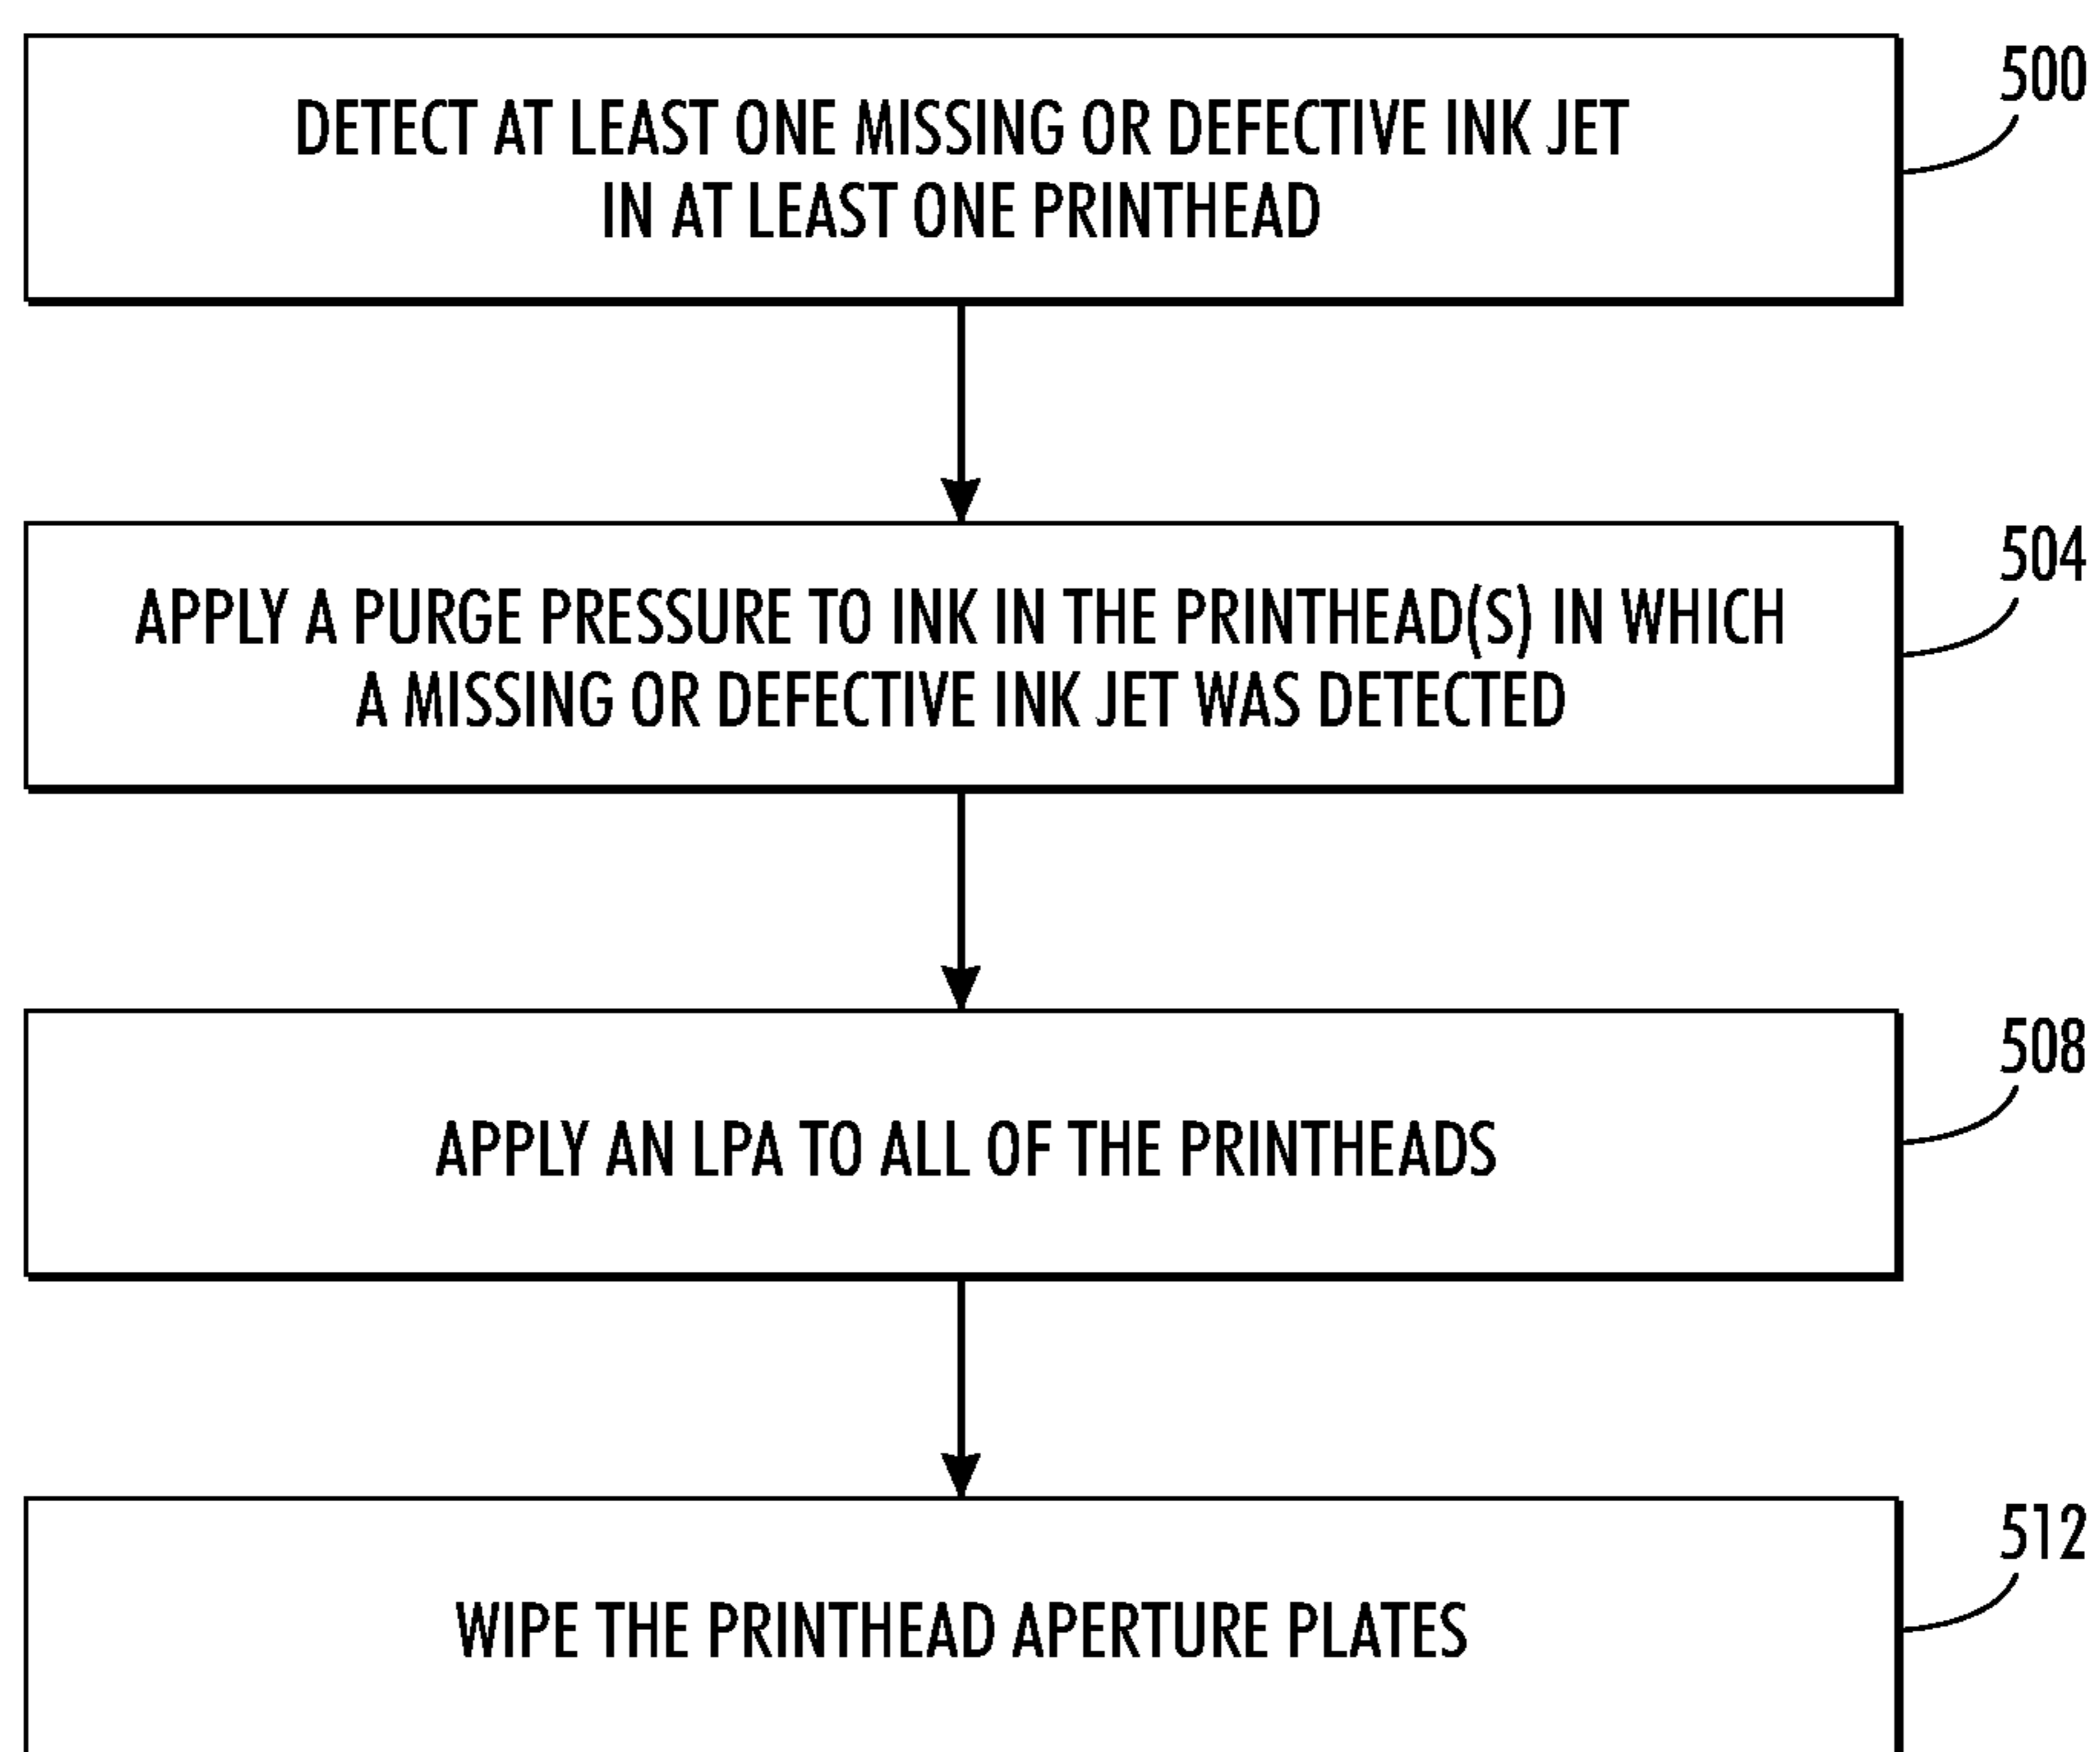 500
DETECT AT LEAST ONE MISSING OR DEFECTIVE INK JET
IN AT LEAST ONE PRINTHEAD
504
APPLY A PURGE PRESSURE TO INK IN THE PRINTHEAD(S) IN WHICH
A MISSING OR DEFECTIVE INK JET WAS DETECTED
508
APPLY AN LPA TO ALL OF THE PRINTHEADS
512
WIPE THE PRINTHEAD APERTURE PLATES